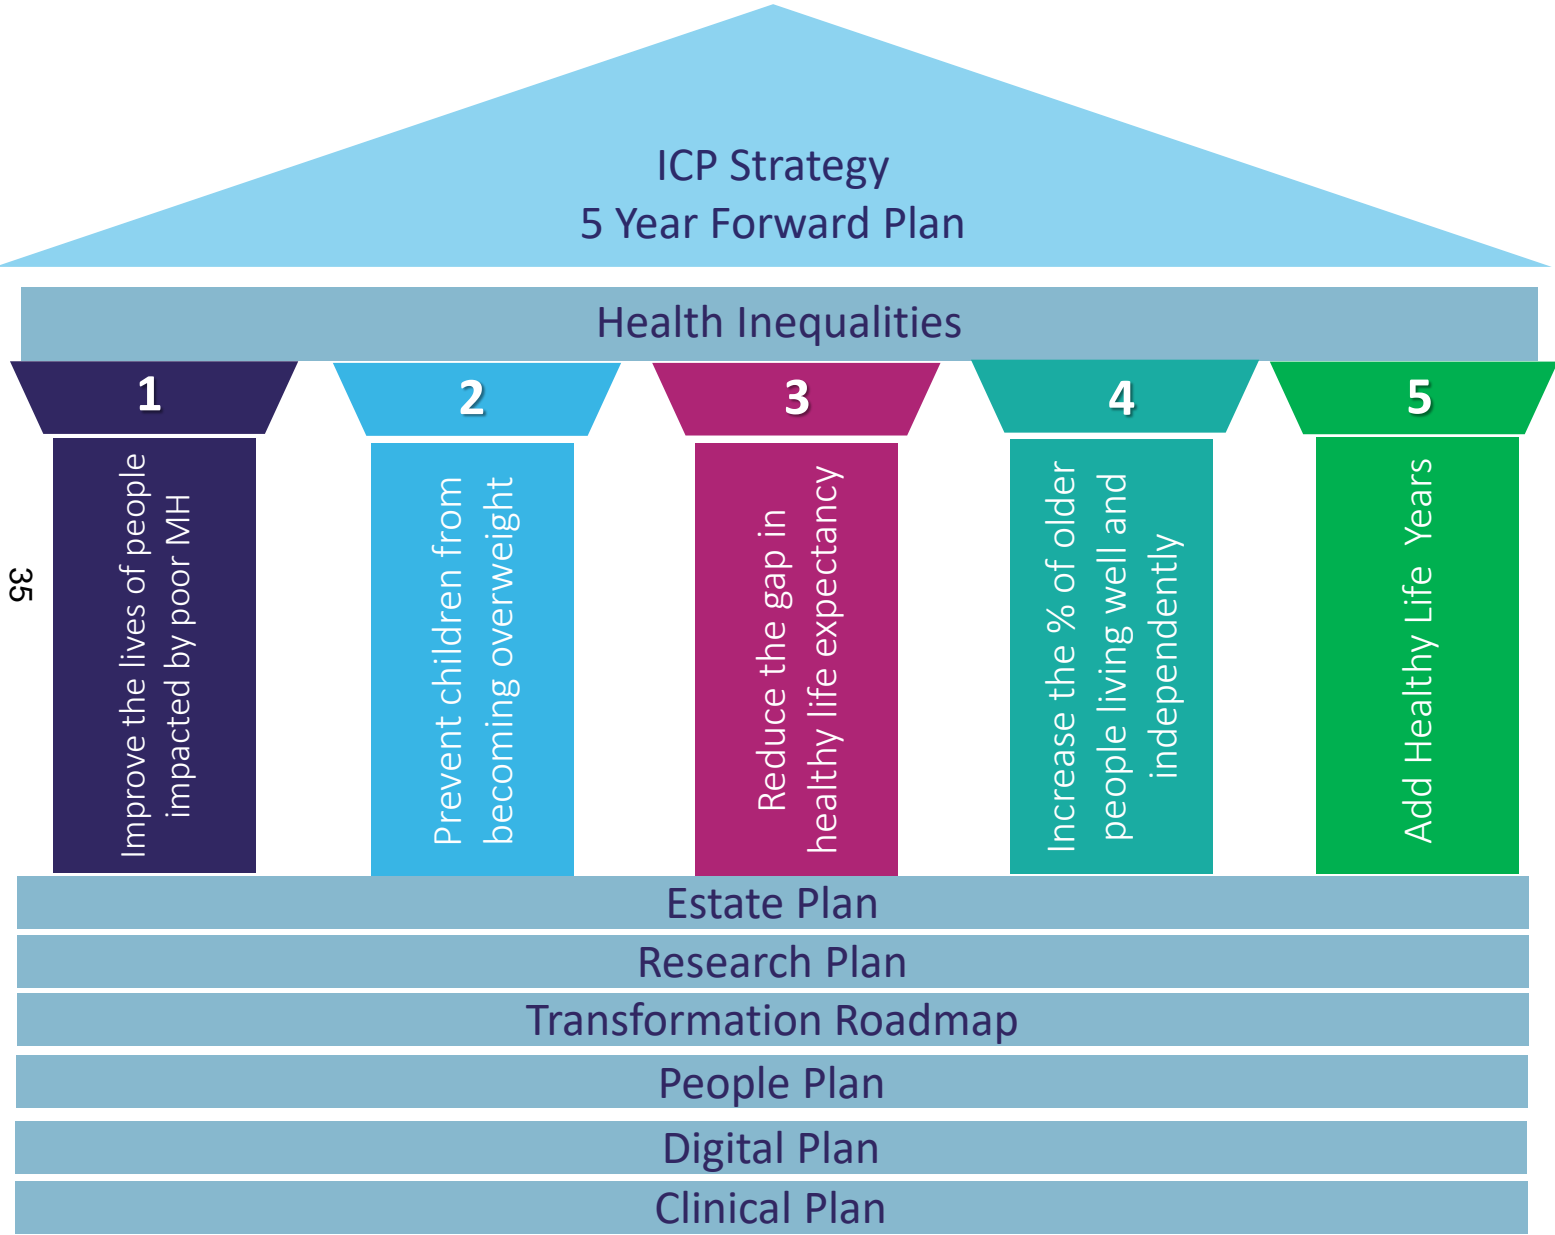 ICP Strategy
5 Year Forward Plan
Health Inequalities
1
Improve the lives of people
impacted by poor MH
2
Prevent children from
becoming overweight
3
Reduce the gap in
healthy life expectancy
4
Increase the % of older
people living well and
independently
5
Add Healthy Life  Years
35
Estate Plan
Research Plan
Transformation Roadmap
People Plan
Digital Plan
Clinical Plan